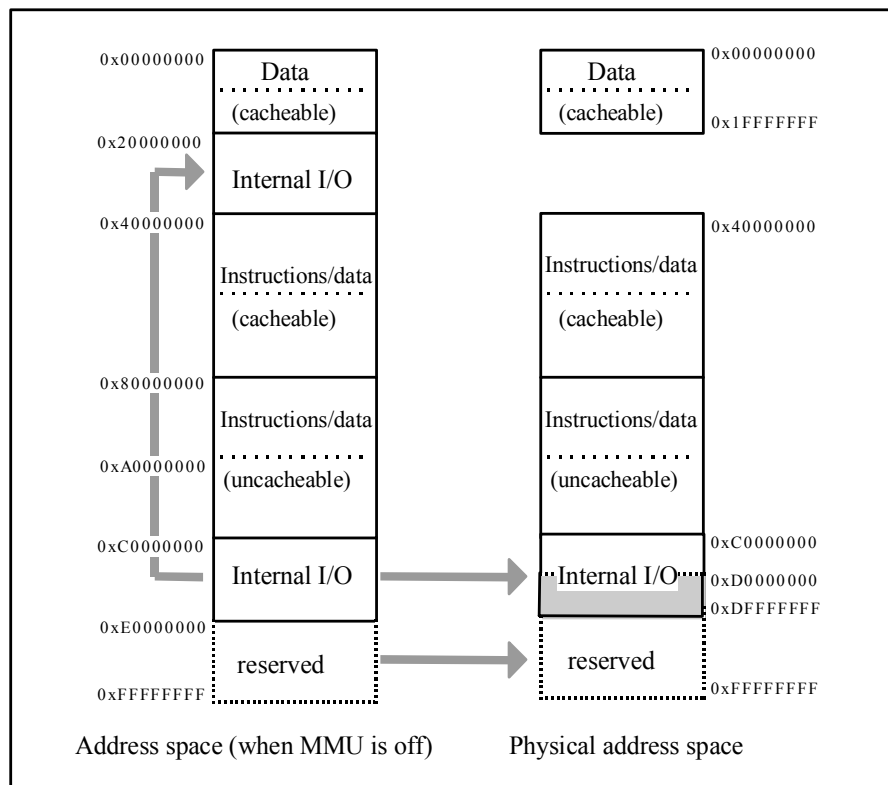 0x00000000
Data
(cacheable)
0x20000000
Internal I/O
0x40000000
Instructions/data
(cacheable)
0x80000000
Instructions/data
0xA0000000
(uncacheable)
0xC0000000
Internal I/O
0xE0000000
reserved
0xFFFFFFFF
Address space (when MMU is off)
Data
0x00000000
(cacheable)
0x1FFFFFFF
0x40000000
Instructions/data
(cacheable)
Instructions/data
(uncacheable)
0xC0000000
Internal I/O
0xD0000000
0xDFFFFFFF
reserved
0xFFFFFFFF
Physical address space